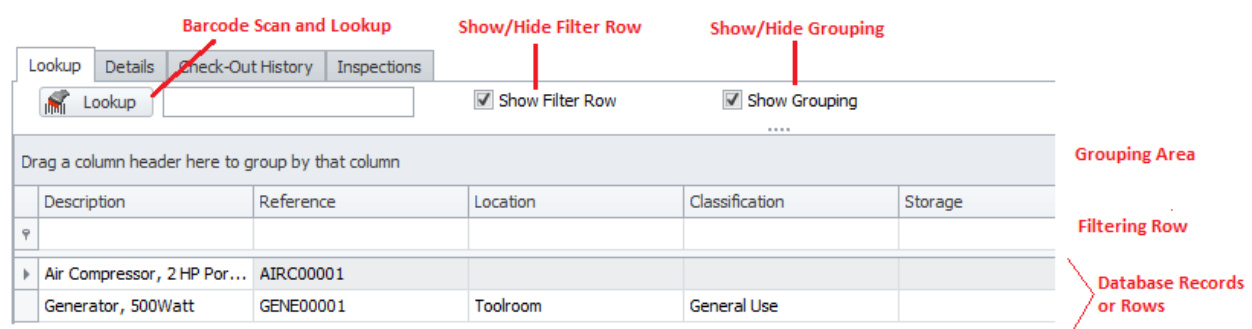 Barcode Scan and Lookup Show/Hide Filter Row Show/Hide Grouping
Lookup Details Check-Out History Inspections
Lookup Show Filter Row Show Grouping
Drag a column header here to group by that column Grouping Area
Description Reference Location Classification Storage
Filtering Row
Air Compressor, 2 HP Por... AIRC00001
Database Records
Generator, 500Watt GENE00001 Toolroom General Use
or Rows